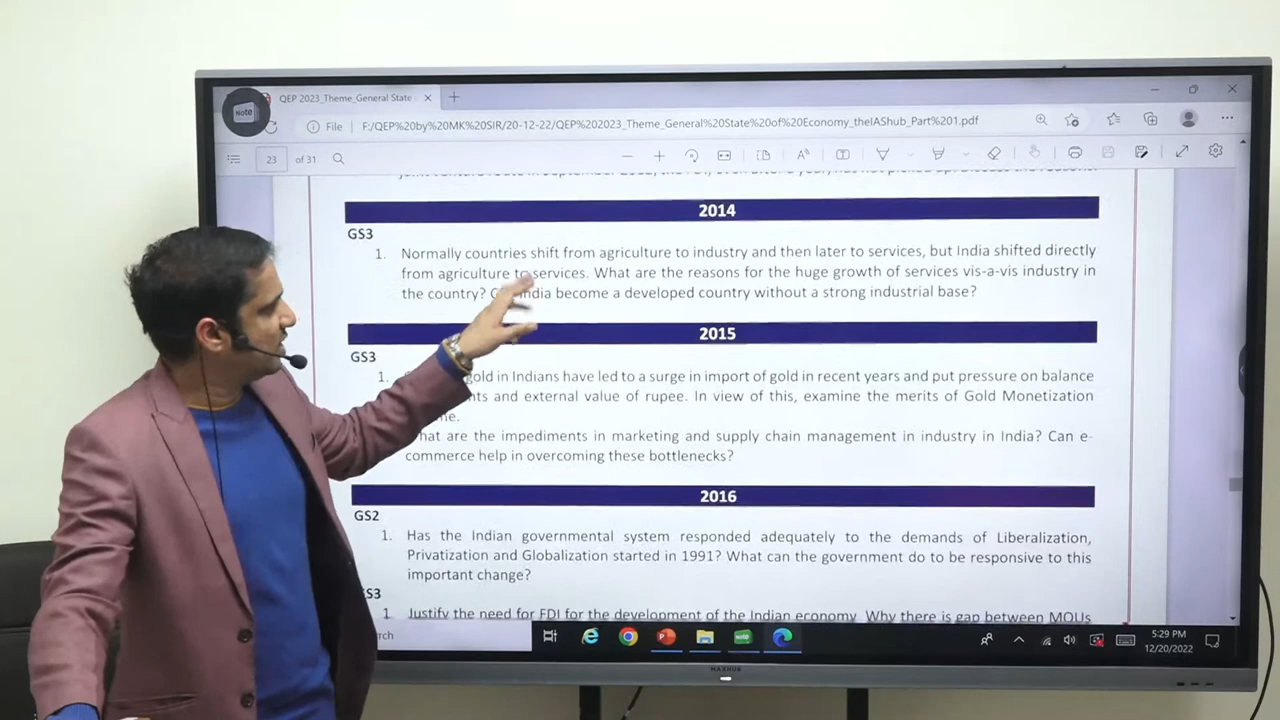 Note
QEP 2023_Theme_General State
File
F:/QEP%20by%20MK%20SIR/20-12-22/QEP%202023_Theme_General%20State%20of%20Economy_theIAShub_Part%201.pdf
23 of 31
2014
GS3
1. Normally countries shift from agriculture to industry and then later to services, but India shifted directly
from agriculture to services. What are the reasons for the huge growth of services vis-a-vis industry in
the country? India become a developed country without a strong industrial base?
2015
GS3
1. gold in Indians have led to a surge in import of gold in recent years and put pressure on balance
and external value of rupee. In view of this, examine the merits of Gold Monetization
What are the impediments in marketing and supply chain management in industry in India? Can e-
commerce help in overcoming these bottlenecks?
2016
GS2
1. Has the Indian governmental system responded adequately to the demands of Liberalization,
Privatization and Globalization started in 1991? What can the government do to be responsive to this
important change?
GS3
1 Justify the need for FDI for the development of the Indian economy. Why there is gap between MOUs
note
5:29 PM
12/20/2022
MAXHUB